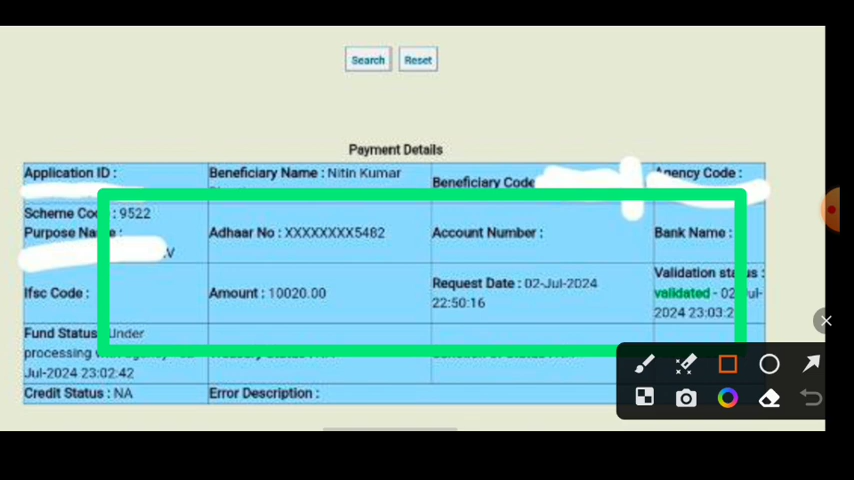 Search Reset
Payment Details
Application ID :
Beneficiary Name : Nitin Kumar
Beneficiary Code
Agency Code :
Scheme Code : 9522
Purpose Name :
V
Adhaar No : XXXXXXXX5482
Account Number :
Bank Name :
Ifsc Code :
Amount : 10020.00
Request Date : 02-Jul-2024
22:50:16
Validation status :
validated - 02-Jul-
2024 23:03:2
Fund Status Under
processing
Jul-2024 23:02:42
Credit Status : NA
Error Description :